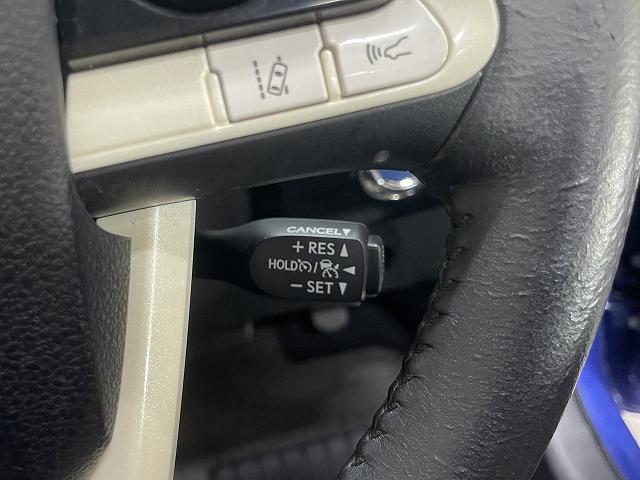 CANCEL▼
+ RES ▲
HOLD / ◀
− SET ▼